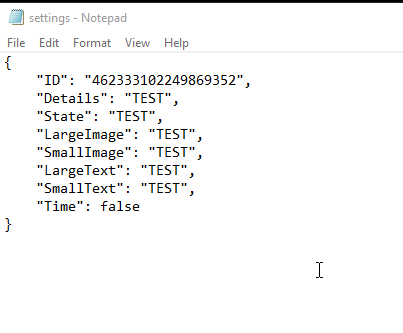 settings - Notepad
File Edit Format View Help
{
    "ID": "462333102249869352",
    "Details": "TEST",
    "State": "TEST",
    "LargeImage": "TEST",
    "SmallImage": "TEST",
    "LargeText": "TEST",
    "SmallText": "TEST",
    "Time": false
}